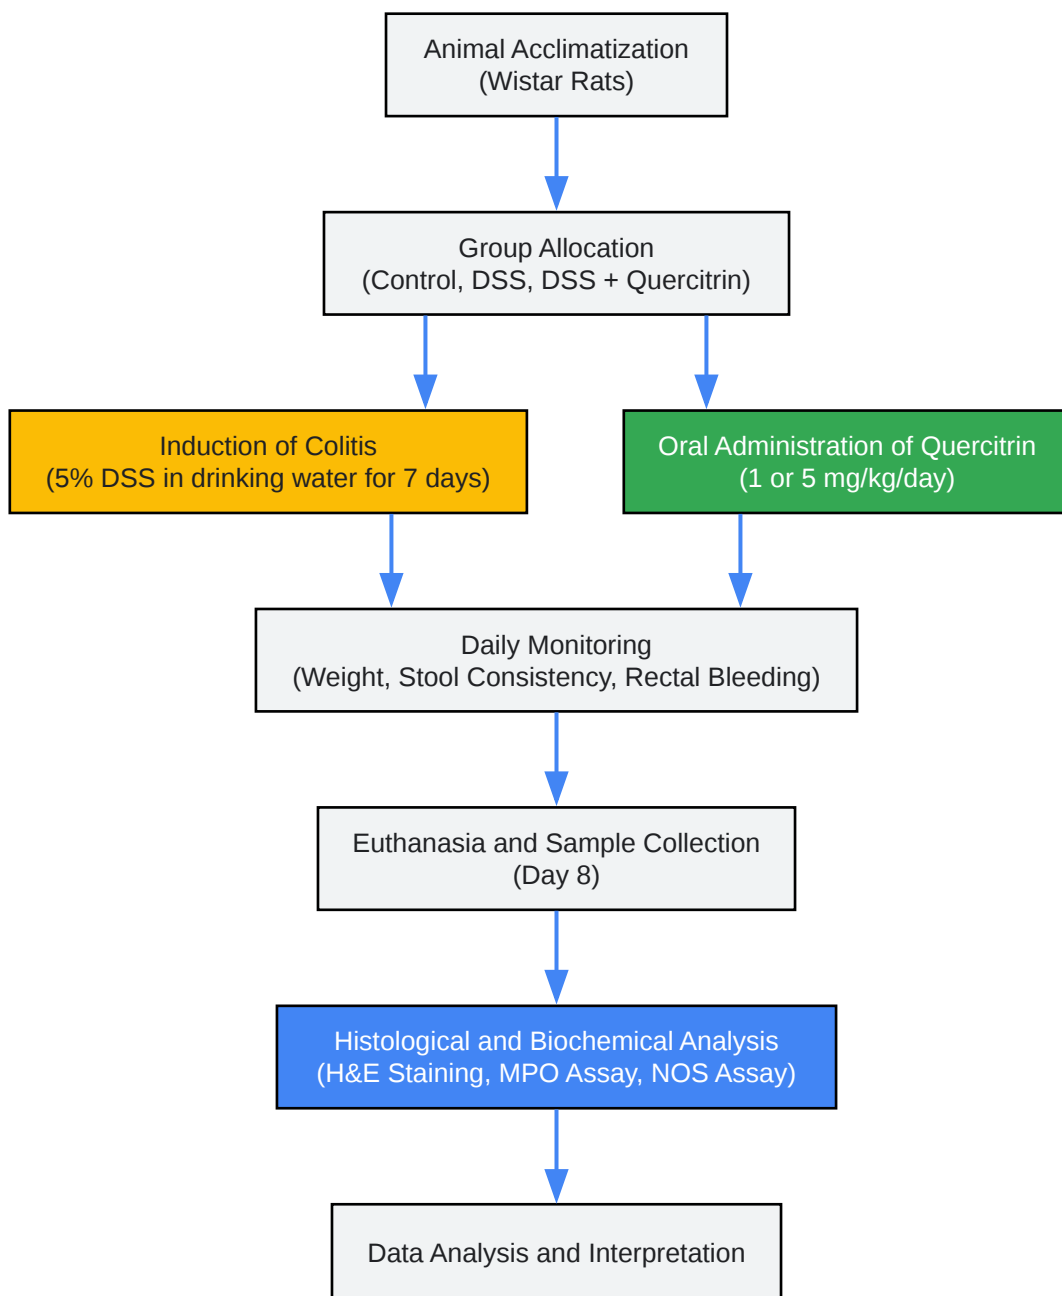 Animal Acclimatization
(Wistar Rats)
Group Allocation
(Control, DSS, DSS + Quercitrin)
Induction of Colitis
(5% DSS in drinking water for 7 days)
Oral Administration of Quercitrin
(1 or 5 mg/kg/day)
Daily Monitoring
(Weight, Stool Consistency, Rectal Bleeding)
Euthanasia and Sample Collection
(Day 8)
Histological and Biochemical Analysis
(H&E Staining, MPO Assay, NOS Assay)
Data Analysis and Interpretation